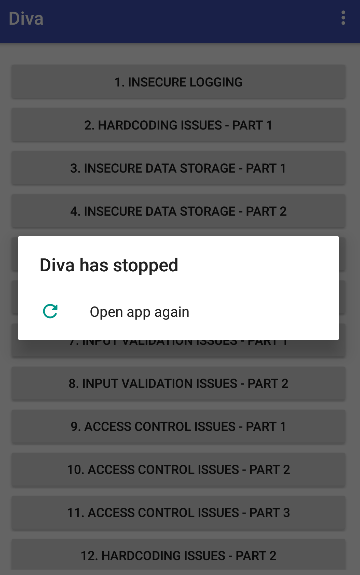 Diva
1. INSECURE LOGGING
2. HARDCODING ISSUES - PART 1
3. INSECURE DATA STORAGE - PART 1
4. INSECURE DATA STORAGE - PART 2
Diva has stopped
Open app again
7. INPUT VALIDATION ISSUES - PART 1
8. INPUT VALIDATION ISSUES - PART 2
9. ACCESS CONTROL ISSUES - PART 1
10. ACCESS CONTROL ISSUES - PART 2
11. ACCESS CONTROL ISSUES - PART 3
12. HARDCODING ISSUES - PART 2